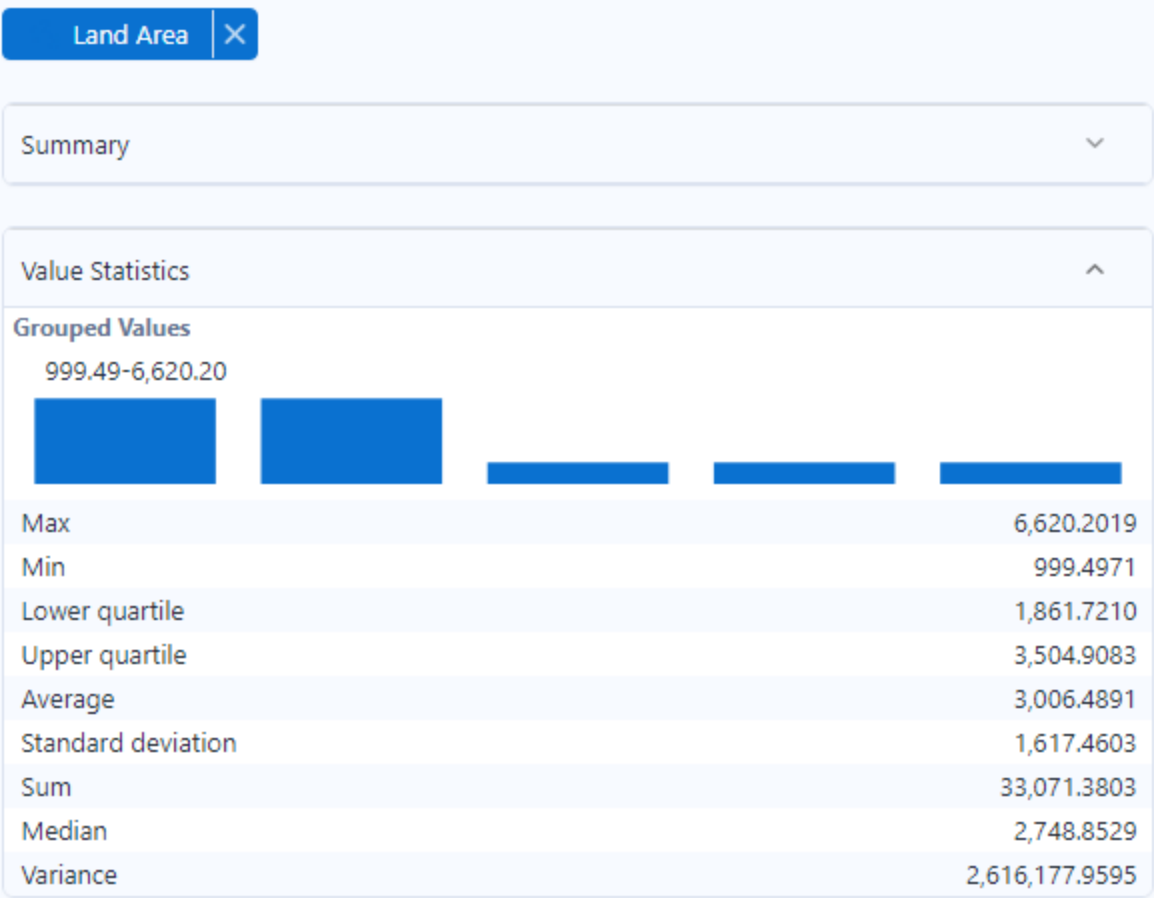 Land Area
Summary
Value Statistics
Grouped Values
999.49-6,620.20
Max 6,620.2019
Min 999.4971
Lower quartile 1,861.7210
Upper quartile 3,504.9083
Average 3,006.4891
Standard deviation 1,617.4603
Sum 33,071.3803
Median 2,748.8529
Variance 2,616,177.9595